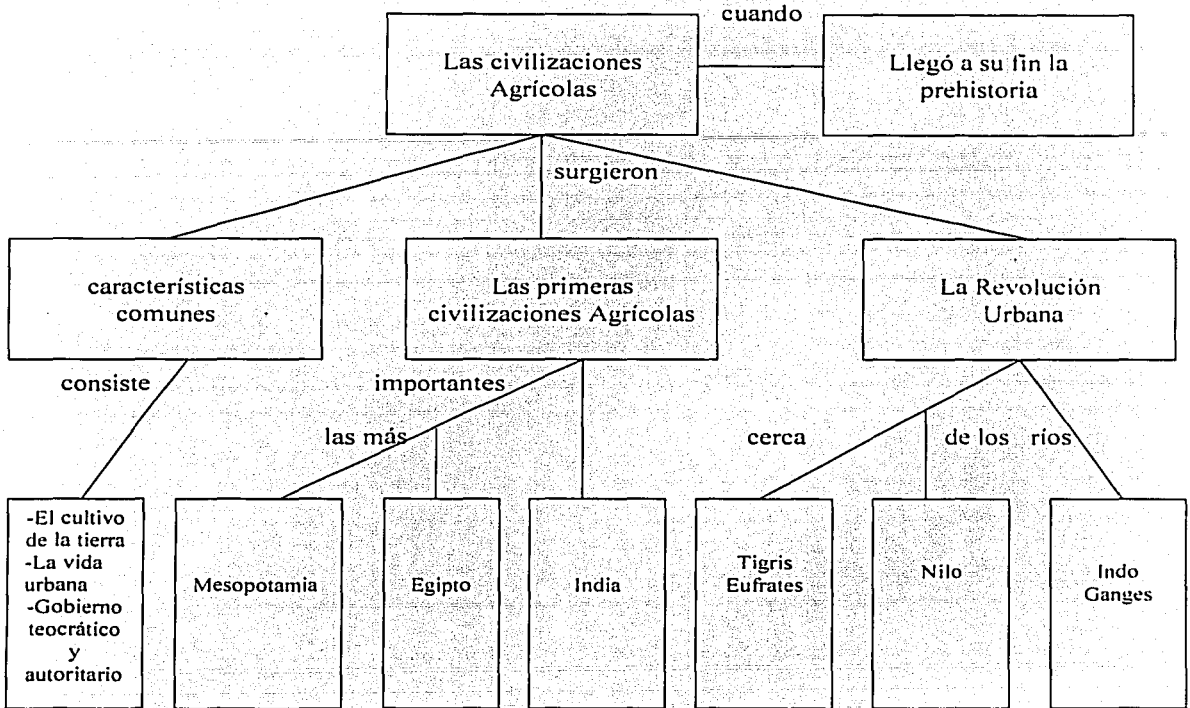 cuando
Las civilizaciones
Agrícolas
Llegó a su fin la
prehistoria
surgieron
características
comunes
Las primeras
civilizaciones Agrícolas
La Revolución
Urbana
consiste
importantes
las más
cerca
de los ríos
-El cultivo
de la tierra
-La vida
urbana
-Gobierno
teocrático
y
autoritario
Mesopotamia
Egipto
India
Tigris
Eufrates
Nilo
Indo
Ganges